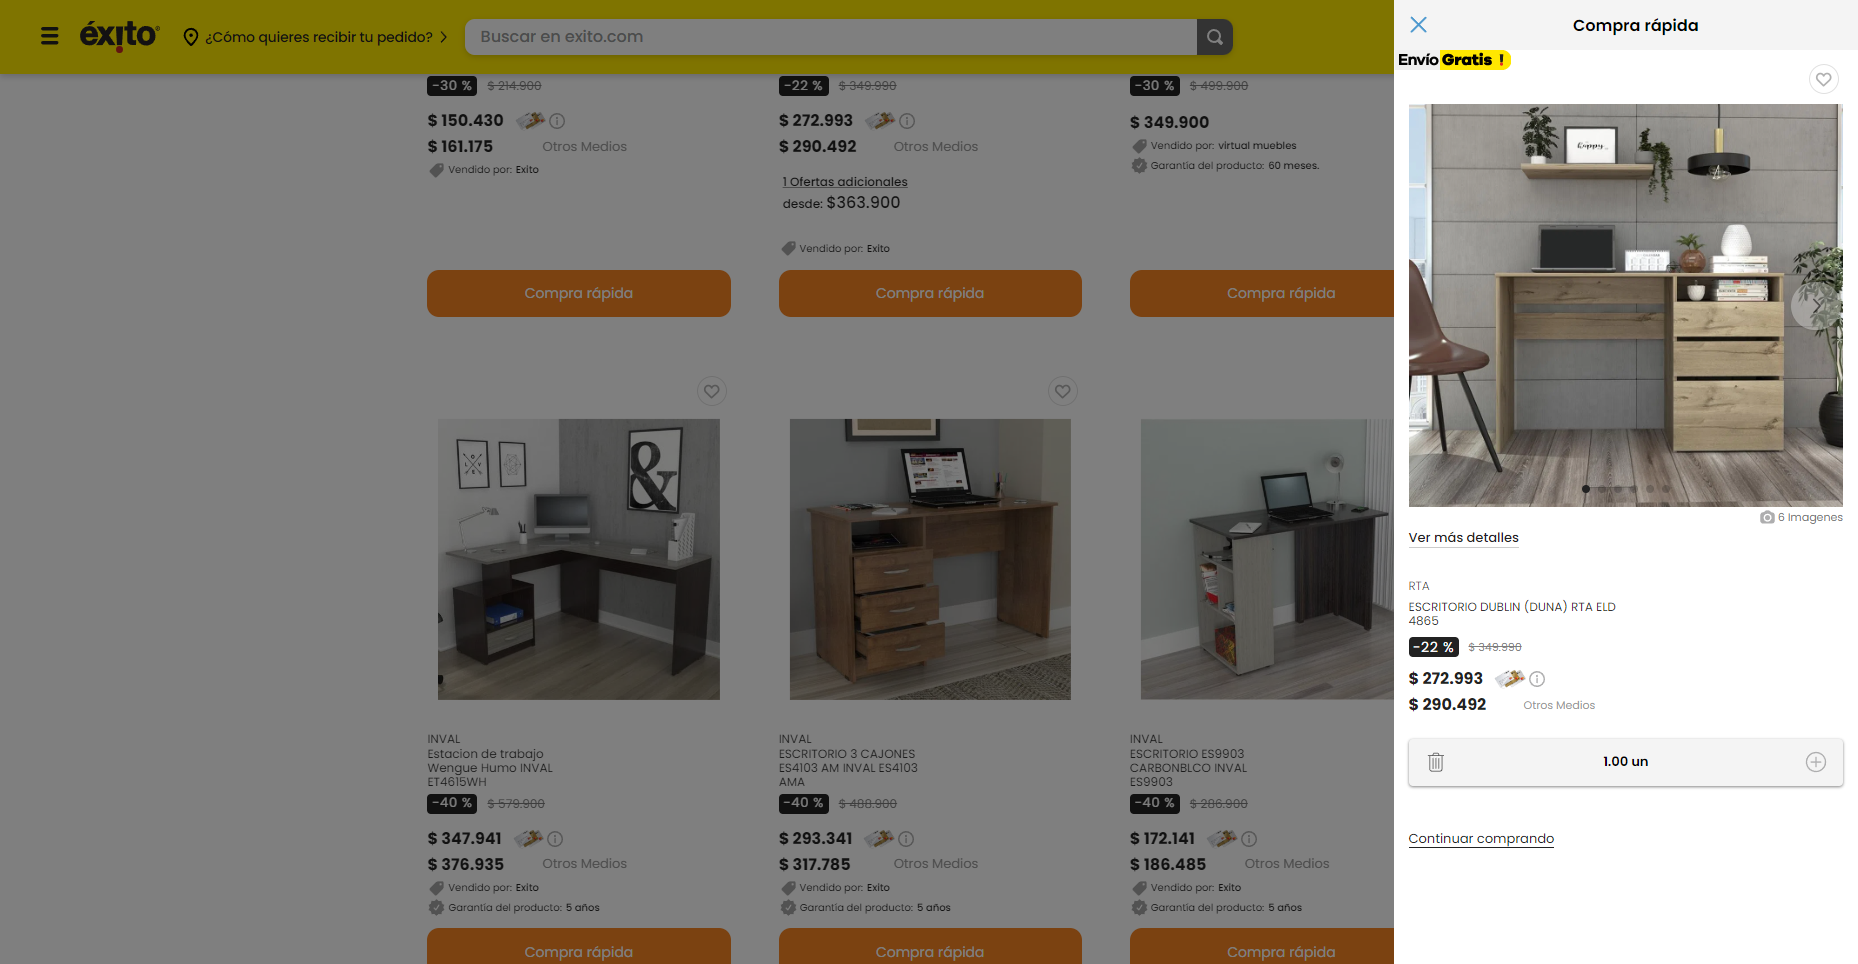 éxito
¿Cómo quieres recibir tu pedido?
Buscar en exito.com
-30 % $ 214.900
$ 150.430
$ 161.175 Otros Medios
Vendido por: Exito
Compra rápida
-22 % $ 349.990
$ 272.993
$ 290.492 Otros Medios
1 Ofertas adicionales
desde: $363.900
Vendido por: Exito
Compra rápida
-30 % $ 499.900
$ 349.900
Vendido por: virtual muebles
Garantía del producto: 60 meses.
Compra rápida
&
INVAL
Estacion de trabajo
Wengue Humo INVAL
ET4615WH
-40 % $ 579.900
$ 347.941
$ 376.935 Otros Medios
Vendido por: Exito
Garantía del producto: 5 años
Compra rápida
INVAL
ESCRITORIO 3 CAJONES
ES4103 AM INVAL ES4103
AMA
-40 % $ 488.900
$ 293.341
$ 317.785 Otros Medios
Vendido por: Exito
Garantía del producto: 5 años
Compra rápida
INVAL
ESCRITORIO ES9903
CARBONBLCO INVAL
ES9903
-40 % $ 286.900
$ 172.141
$ 186.485 Otros Medios
Vendido por: Exito
Garantía del producto: 5 años
Compra rápida
Compra rápida
Envío Gratis !
happy
6 Imagenes
Ver más detalles
RTA
ESCRITORIO DUBLIN (DUNA) RTA ELD
4865
-22 % $ 349.990
$ 272.993
$ 290.492 Otros Medios
1.00 un
Continuar comprando